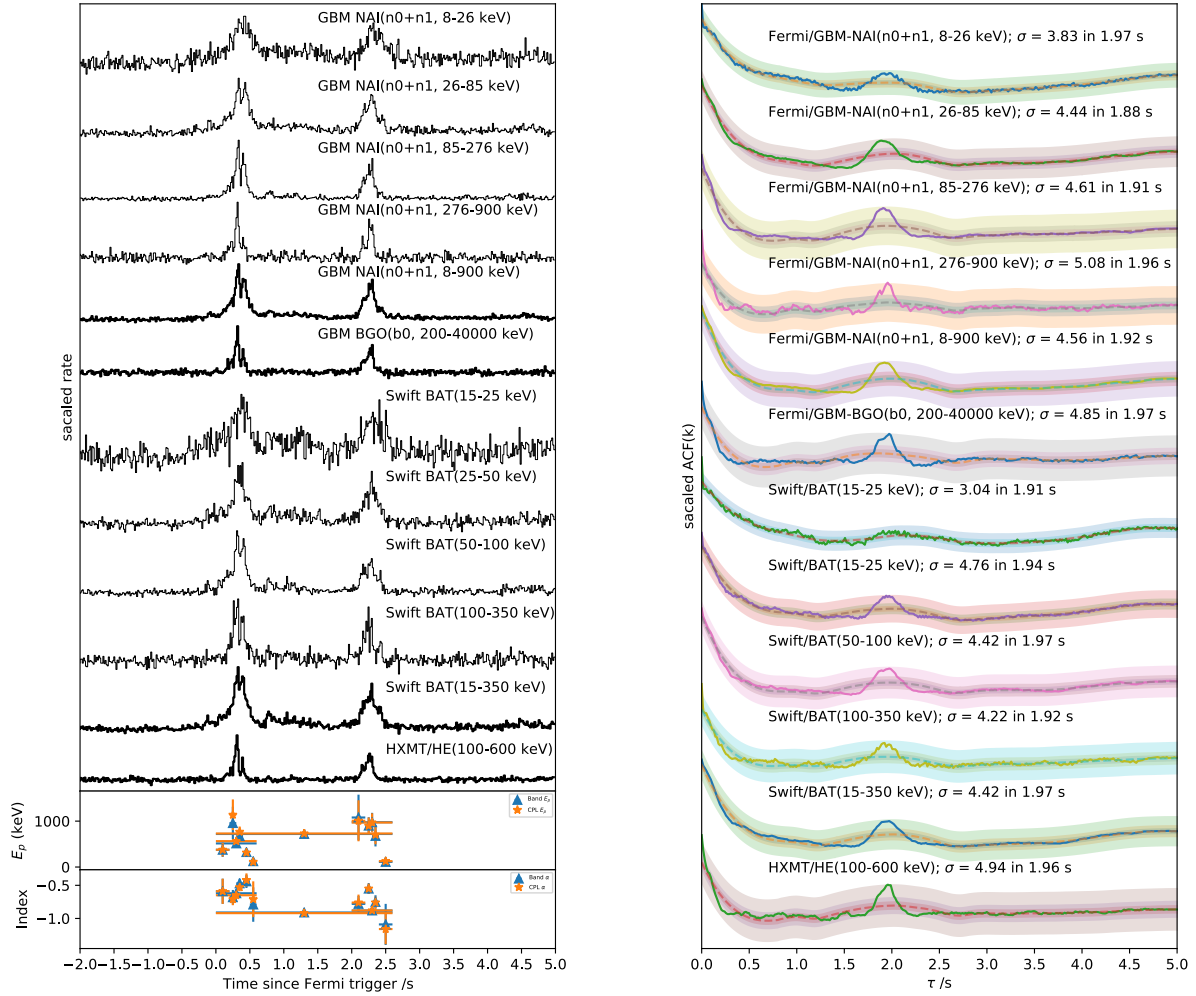 GBM NAI(n0+n1, 8-26 keV)
GBM NAI(n0+n1, 26-85 keV)
GBM NAI(n0+n1, 85-276 keV)
GBM NAI(n0+n1, 276-900 keV)
GBM NAI(n0+n1, 8-900 keV)
GBM BGO(b0, 200-40000 keV)
Swift BAT(15-25 keV)
Swift BAT(25-50 keV)
Swift BAT(50-100 keV)
Swift BAT(100-350 keV)
Swift BAT(15-350 keV)
HXMT/HE(100-600 keV)
sacaled rate
Band Eₚ
CPL Eₚ
1000
0
Eₚ (keV)
Band α
CPL α
−0.5
−1.0
Index
−2.0−1.5−1.0−0.5 0.0 0.5 1.0 1.5 2.0 2.5 3.0 3.5 4.0 4.5 5.0
Time since Fermi trigger /s
Fermi/GBM-NAI(n0+n1, 8-26 keV); σ = 3.83 in 1.97 s
Fermi/GBM-NAI(n0+n1, 26-85 keV); σ = 4.44 in 1.88 s
Fermi/GBM-NAI(n0+n1, 85-276 keV); σ = 4.61 in 1.91 s
Fermi/GBM-NAI(n0+n1, 276-900 keV); σ = 5.08 in 1.96 s
Fermi/GBM-NAI(n0+n1, 8-900 keV); σ = 4.56 in 1.92 s
Fermi/GBM-BGO(b0, 200-40000 keV); σ = 4.85 in 1.97 s
Swift/BAT(15-25 keV); σ = 3.04 in 1.91 s
Swift/BAT(15-25 keV); σ = 4.76 in 1.94 s
Swift/BAT(50-100 keV); σ = 4.42 in 1.97 s
Swift/BAT(100-350 keV); σ = 4.22 in 1.92 s
Swift/BAT(15-350 keV); σ = 4.42 in 1.97 s
HXMT/HE(100-600 keV); σ = 4.94 in 1.96 s
sacaled ACF(k)
0.0 0.5 1.0 1.5 2.0 2.5 3.0 3.5 4.0 4.5 5.0
τ /s